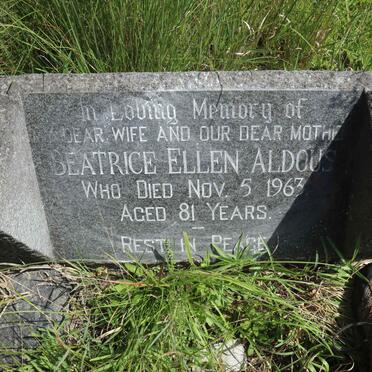 In Loving Memory of
DEAR WIFE AND OUR DEAR MOTHE
BEATRICE ELLEN ALDOUS
WHO DIED NOV. 5 1963
AGED 81 YEARS.
–
REST IN PEACE